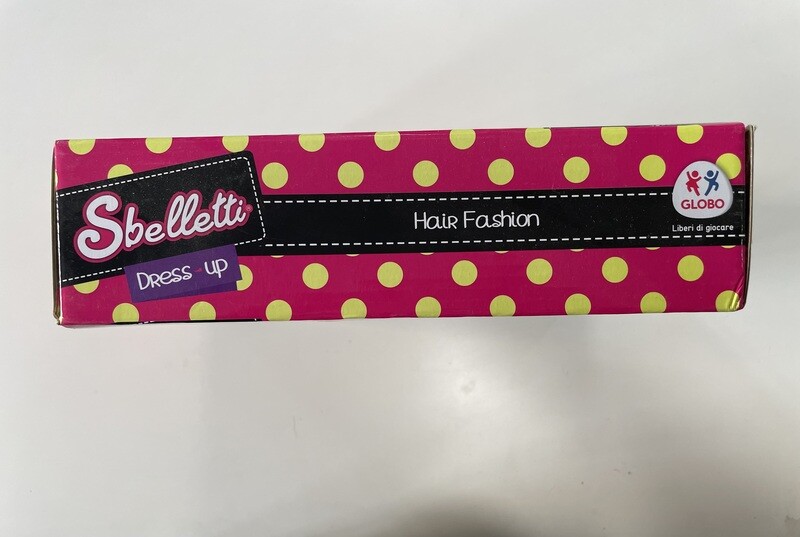 Sbelletti
Dress-up
Hair Fashion
GLOBO
Liberi di giocare